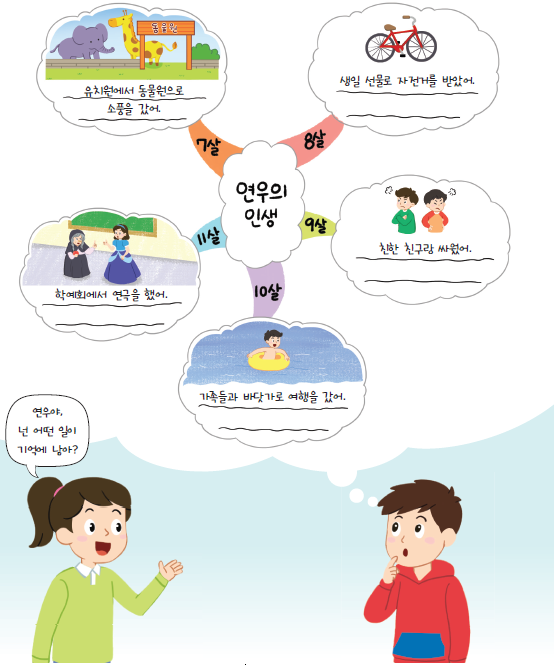 동물원
유치원에서 동물원으로
소풍을 갔어.
7살
생일 선물로 자전거를 받았어.
8살
연우의
인생
9살
친한 친구랑 싸웠어.
11살
학예회에서 연극을 했어.
10살
가족들과 바닷가로 여행을 갔어.
연우야,
넌 어떤 일이
기억에 남아?